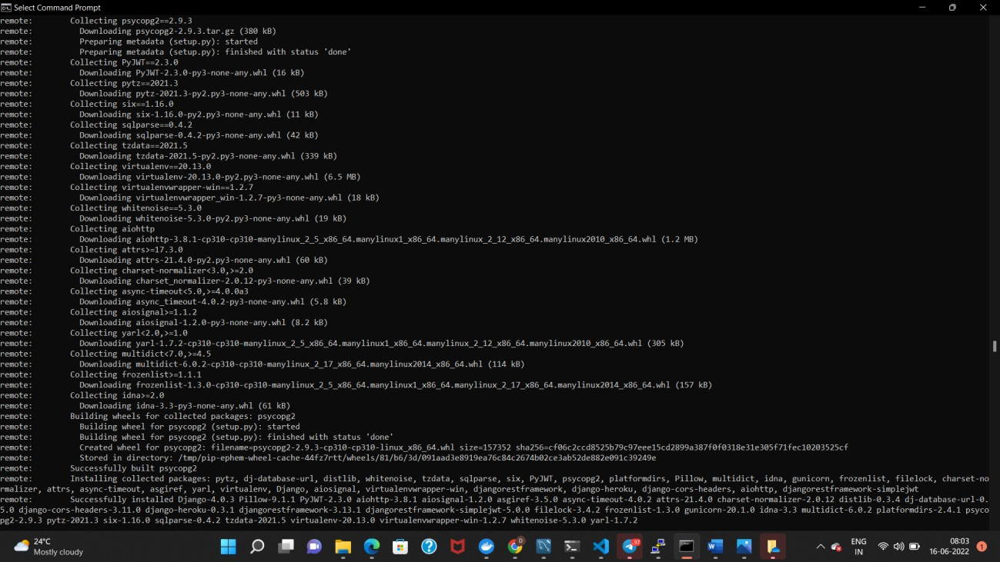 Select Command Prompt
remote:        Collecting psycopg2==2.9.3
remote:          Downloading psycopg2-2.9.3.tar.gz (380 kB)
remote:          Preparing metadata (setup.py): started
remote:          Preparing metadata (setup.py): finished with status 'done'
remote:        Collecting PyJWT==2.3.0
remote:          Downloading PyJWT-2.3.0-py3-none-any.whl (16 kB)
remote:        Collecting pytz==2021.3
remote:          Downloading pytz-2021.3-py2.py3-none-any.whl (503 kB)
remote:        Collecting six==1.16.0
remote:          Downloading six-1.16.0-py2.py3-none-any.whl (11 kB)
remote:        Collecting sqlparse==0.4.2
remote:          Downloading sqlparse-0.4.2-py3-none-any.whl (42 kB)
remote:        Collecting tzdata==2021.5
remote:          Downloading tzdata-2021.5-py2.py3-none-any.whl (339 kB)
remote:        Collecting virtualenv==20.13.0
remote:          Downloading virtualenv-20.13.0-py2.py3-none-any.whl (6.5 MB)
remote:        Collecting virtualenvwrapper-win==1.2.7
remote:          Downloading virtualenvwrapper_win-1.2.7-py3-none-any.whl (18 kB)
remote:        Collecting whitenoise==5.3.0
remote:          Downloading whitenoise-5.3.0-py2.py3-none-any.whl (19 kB)
remote:        Collecting aiohttp
remote:          Downloading aiohttp-3.8.1-cp310-cp310-manylinux_2_5_x86_64.manylinux1_x86_64.manylinux_2_12_x86_64.manylinux2010_x86_64.whl (1.2 MB)
remote:        Collecting attrs>=17.3.0
remote:          Downloading attrs-21.4.0-py2.py3-none-any.whl (60 kB)
remote:        Collecting charset-normalizer<3.0,>=2.0
remote:          Downloading charset_normalizer-2.0.12-py3-none-any.whl (39 kB)
remote:        Collecting async-timeout<5.0,>=4.0.0a3
remote:          Downloading async_timeout-4.0.2-py3-none-any.whl (5.8 kB)
remote:        Collecting aiosignal>=1.1.2
remote:          Downloading aiosignal-1.2.0-py3-none-any.whl (8.2 kB)
remote:        Collecting yarl<2.0,>=1.0
remote:          Downloading yarl-1.7.2-cp310-cp310-manylinux_2_5_x86_64.manylinux1_x86_64.manylinux_2_12_x86_64.manylinux2010_x86_64.whl (305 kB)
remote:        Collecting multidict<7.0,>=4.5
remote:          Downloading multidict-6.0.2-cp310-cp310-manylinux_2_17_x86_64.manylinux2014_x86_64.whl (114 kB)
remote:        Collecting frozenlist>=1.1.1
remote:          Downloading frozenlist-1.3.0-cp310-cp310-manylinux_2_5_x86_64.manylinux1_x86_64.manylinux_2_17_x86_64.manylinux2014_x86_64.whl (157 kB)
remote:        Collecting idna>=2.0
remote:          Downloading idna-3.3-py3-none-any.whl (61 kB)
remote:        Building wheels for collected packages: psycopg2
remote:          Building wheel for psycopg2 (setup.py): started
remote:          Building wheel for psycopg2 (setup.py): finished with status 'done'
remote:          Created wheel for psycopg2: filename=psycopg2-2.9.3-cp310-cp310-linux_x86_64.whl size=157352 sha256=cf06c2ccd8525b79c97eee15cd2899a387f0f0318e31e305f71fec10203525cf
remote:          Stored in directory: /tmp/pip-ephem-wheel-cache-44fz7rtt/wheels/81/b6/3d/091aad3e8919ea76c84c2674b02ce3ab52de882e091c39249e
remote:        Successfully built psycopg2
remote:        Installing collected packages: pytz, dj-database-url, distlib, whitenoise, tzdata, sqlparse, six, PyJWT, psycopg2, platformdirs, Pillow, multidict, idna, gunicorn, frozenlist, filelock, charset-no
rmalizer, attrs, async-timeout, asgiref, yarl, virtualenv, Django, aiosignal, virtualenvwrapper-win, djangorestframework, django-heroku, django-cors-headers, aiohttp, djangorestframework-simplejwt
remote:        Successfully installed Django-4.0.3 Pillow-9.1.1 PyJWT-2.3.0 aiohttp-3.8.1 aiosignal-1.2.0 asgiref-3.5.0 async-timeout-4.0.2 attrs-21.4.0 charset-normalizer-2.0.12 distlib-0.3.4 dj-database-url-0.
5.0 django-cors-headers-3.11.0 django-heroku-0.3.1 djangorestframework-3.13.1 djangorestframework-simplejwt-5.0.0 filelock-3.4.2 frozenlist-1.3.0 gunicorn-20.1.0 idna-3.3 multidict-6.0.2 platformdirs-2.4.1 psyco
pg2-2.9.3 pytz-2021.3 six-1.16.0 sqlparse-0.4.2 tzdata-2021.5 virtualenv-20.13.0 virtualenvwrapper-win-1.2.7 whitenoise-5.3.0 yarl-1.7.2
24°C
Mostly cloudy
97
ENG
IN
08:03
16-06-2022
1